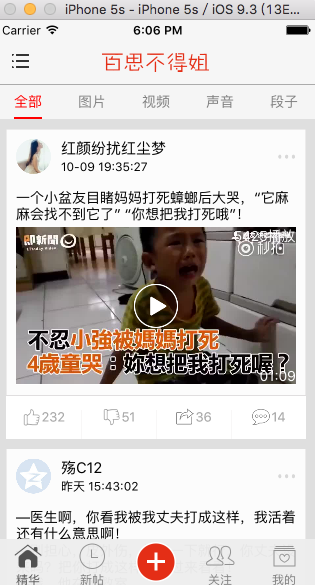 iPhone 5s - iPhone 5s / iOS 9.3 (13E...
Carrier 6:06 PM
百思不得姐
全部 图片 视频 声音 段子
红颜纷扰红尘梦
10-09 19:35:27
一个小盆友目睹妈妈打死蟑螂后大哭，“它麻
麻会找不到它了” “你想把我打死哦”！
即新聞
秒拍
不忍小強被媽媽打死
4歲童哭：妳想把我打死喔？
01:09
232 51 36 14
殇C12
昨天 15:43:02
—医生啊，你看我被我丈夫打成这样，我活着
还有什么意思啊！
精华 新帖 关注 我的